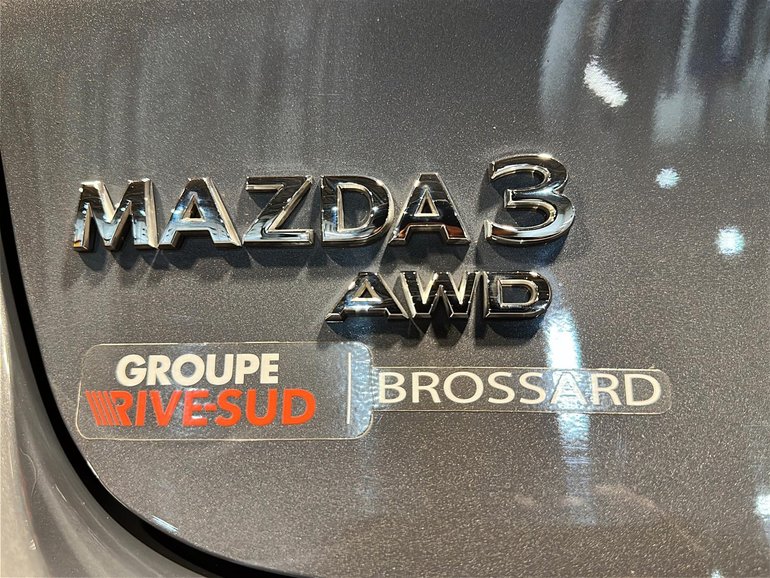 MAZDA 3
AWD
GROUPE
RIVE-SUD | BROSSARD